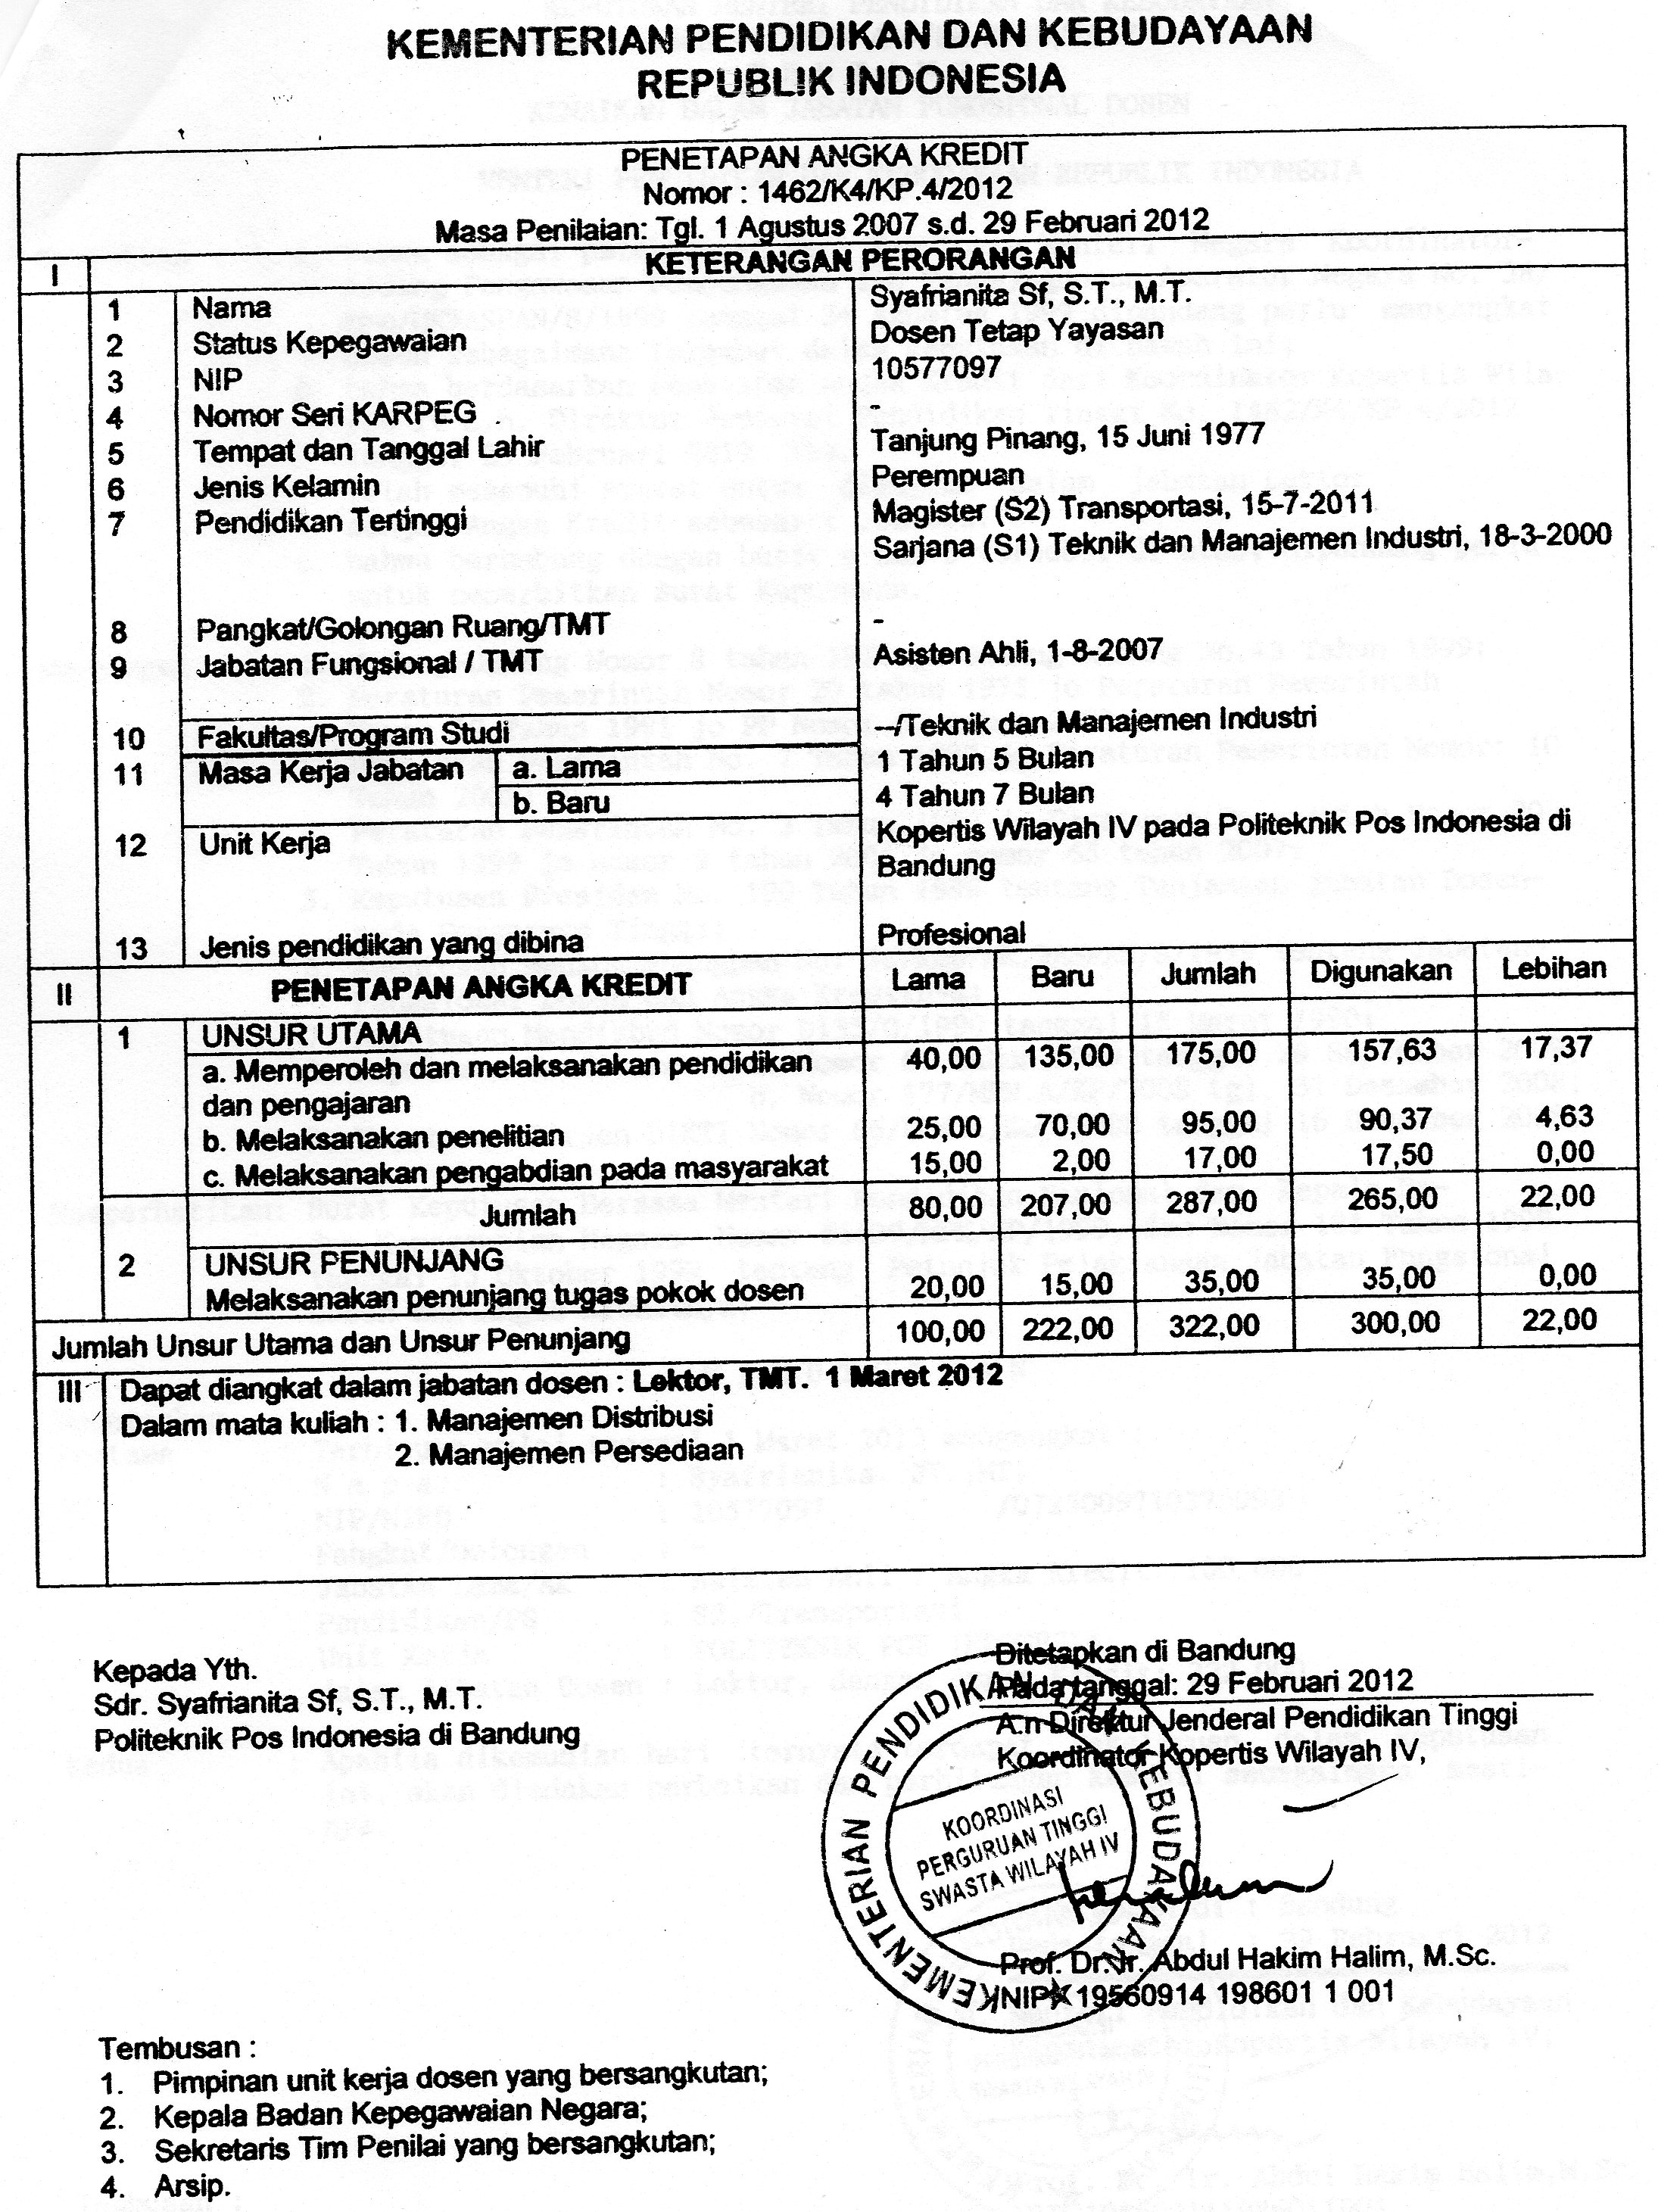 KEMENTERIAN PENDIDIKAN DAN KEBUDAYAAN
REPUBLIK INDONESIA
PENETAPAN ANGKA KREDIT
Nomor : 1462/K4/KP.4/2012
Masa Penilaian: Tgl. 1 Agustus 2007 s.d. 29 Februari 2012
I KETERANGAN PERORANGAN
1 Nama Syafrianita Sf, S.T., M.T.
2 Status Kepegawaian Dosen Tetap Yayasan
3 NIP 10577097
4 Nomor Seri KARPEG -
5 Tempat dan Tanggal Lahir Tanjung Pinang, 15 Juni 1977
6 Jenis Kelamin Perempuan
7 Pendidikan Tertinggi Magister (S2) Transportasi, 15-7-2011
Sarjana (S1) Teknik dan Manajemen Industri, 18-3-2000
8 Pangkat/Golongan Ruang/TMT -
9 Jabatan Fungsional / TMT Asisten Ahli, 1-8-2007
10 Fakultas/Program Studi --/Teknik dan Manajemen Industri
11 Masa Kerja Jabatan a. Lama 1 Tahun 5 Bulan
b. Baru 4 Tahun 7 Bulan
12 Unit Kerja Kopertis Wilayah IV pada Politeknik Pos Indonesia di
Bandung
13 Jenis pendidikan yang dibina Profesional
II PENETAPAN ANGKA KREDIT Lama Baru Jumlah Digunakan Lebihan
1 UNSUR UTAMA
a. Memperoleh dan melaksanakan pendidikan 40,00 135,00 175,00 157,63 17,37
dan pengajaran
b. Melaksanakan penelitian 25,00 70,00 95,00 90,37 4,63
c. Melaksanakan pengabdian pada masyarakat 15,00 2,00 17,00 17,50 0,00
Jumlah 80,00 207,00 287,00 265,00 22,00
2 UNSUR PENUNJANG
Melaksanakan penunjang tugas pokok dosen 20,00 15,00 35,00 35,00 0,00
Jumlah Unsur Utama dan Unsur Penunjang 100,00 222,00 322,00 300,00 22,00
III Dapat diangkat dalam jabatan dosen : Lektor, TMT. 1 Maret 2012
Dalam mata kuliah : 1. Manajemen Distribusi
2. Manajemen Persediaan
Kepada Yth.
Sdr. Syafrianita Sf, S.T., M.T.
Politeknik Pos Indonesia di Bandung
Ditetapkan di Bandung
Pada tanggal: 29 Februari 2012
A.n Direktur Jenderal Pendidikan Tinggi
Koordinator Kopertis Wilayah IV,
KEMENTERIAN PENDIDIKAN DAN KEBUDAYAAN
KOORDINASI
PERGURUAN TINGGI
SWASTA WILAYAH IV
Prof. Dr. Ir. Abdul Hakim Halim, M.Sc.
NIP. 19560914 198601 1 001
Tembusan :
1. Pimpinan unit kerja dosen yang bersangkutan;
2. Kepala Badan Kepegawaian Negara;
3. Sekretaris Tim Penilai yang bersangkutan;
4. Arsip.